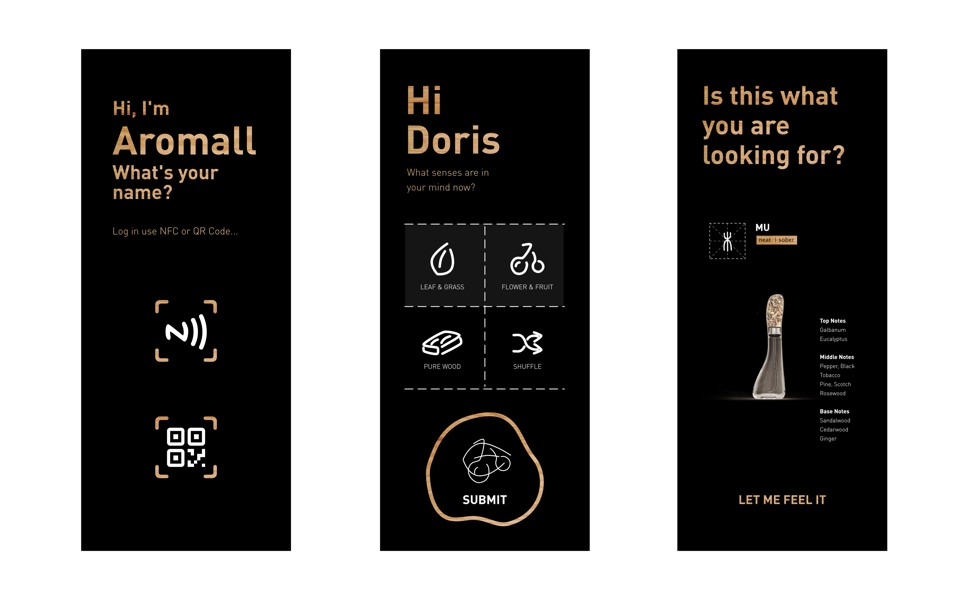 Hi, I'm
Aromall
What's your
name?
Log in use NFC or QR Code...
Hi
Doris
What senses are in
your mind now?
LEAF & GRASS
FLOWER & FRUIT
PURE WOOD
SHUFFLE
SUBMIT
Is this what
you are
looking for?
MU
neat | sober
Top Notes
Galbanum
Eucalyptus
Middle Notes
Pepper, Black
Tobacco
Pine, Scotch
Rosewood
Base Notes
Sandalwood
Cedarwood
Ginger
LET ME FEEL IT